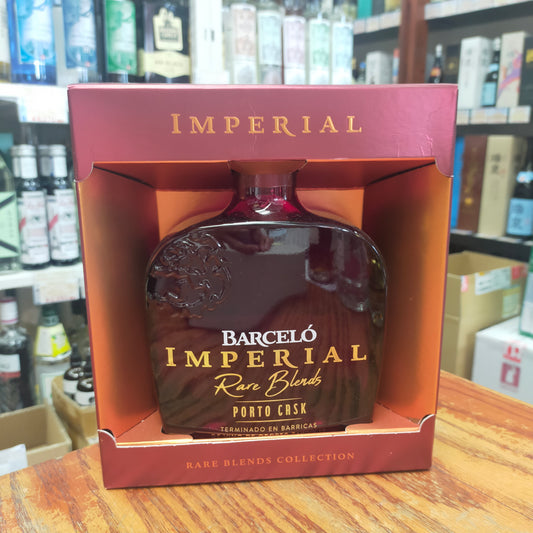 IMPERIAL
BARCELÓ
IMPERIAL
Rare Blends
PORTO CASK
TERMINADO EN BARRICAS
RARE BLENDS COLLECTION